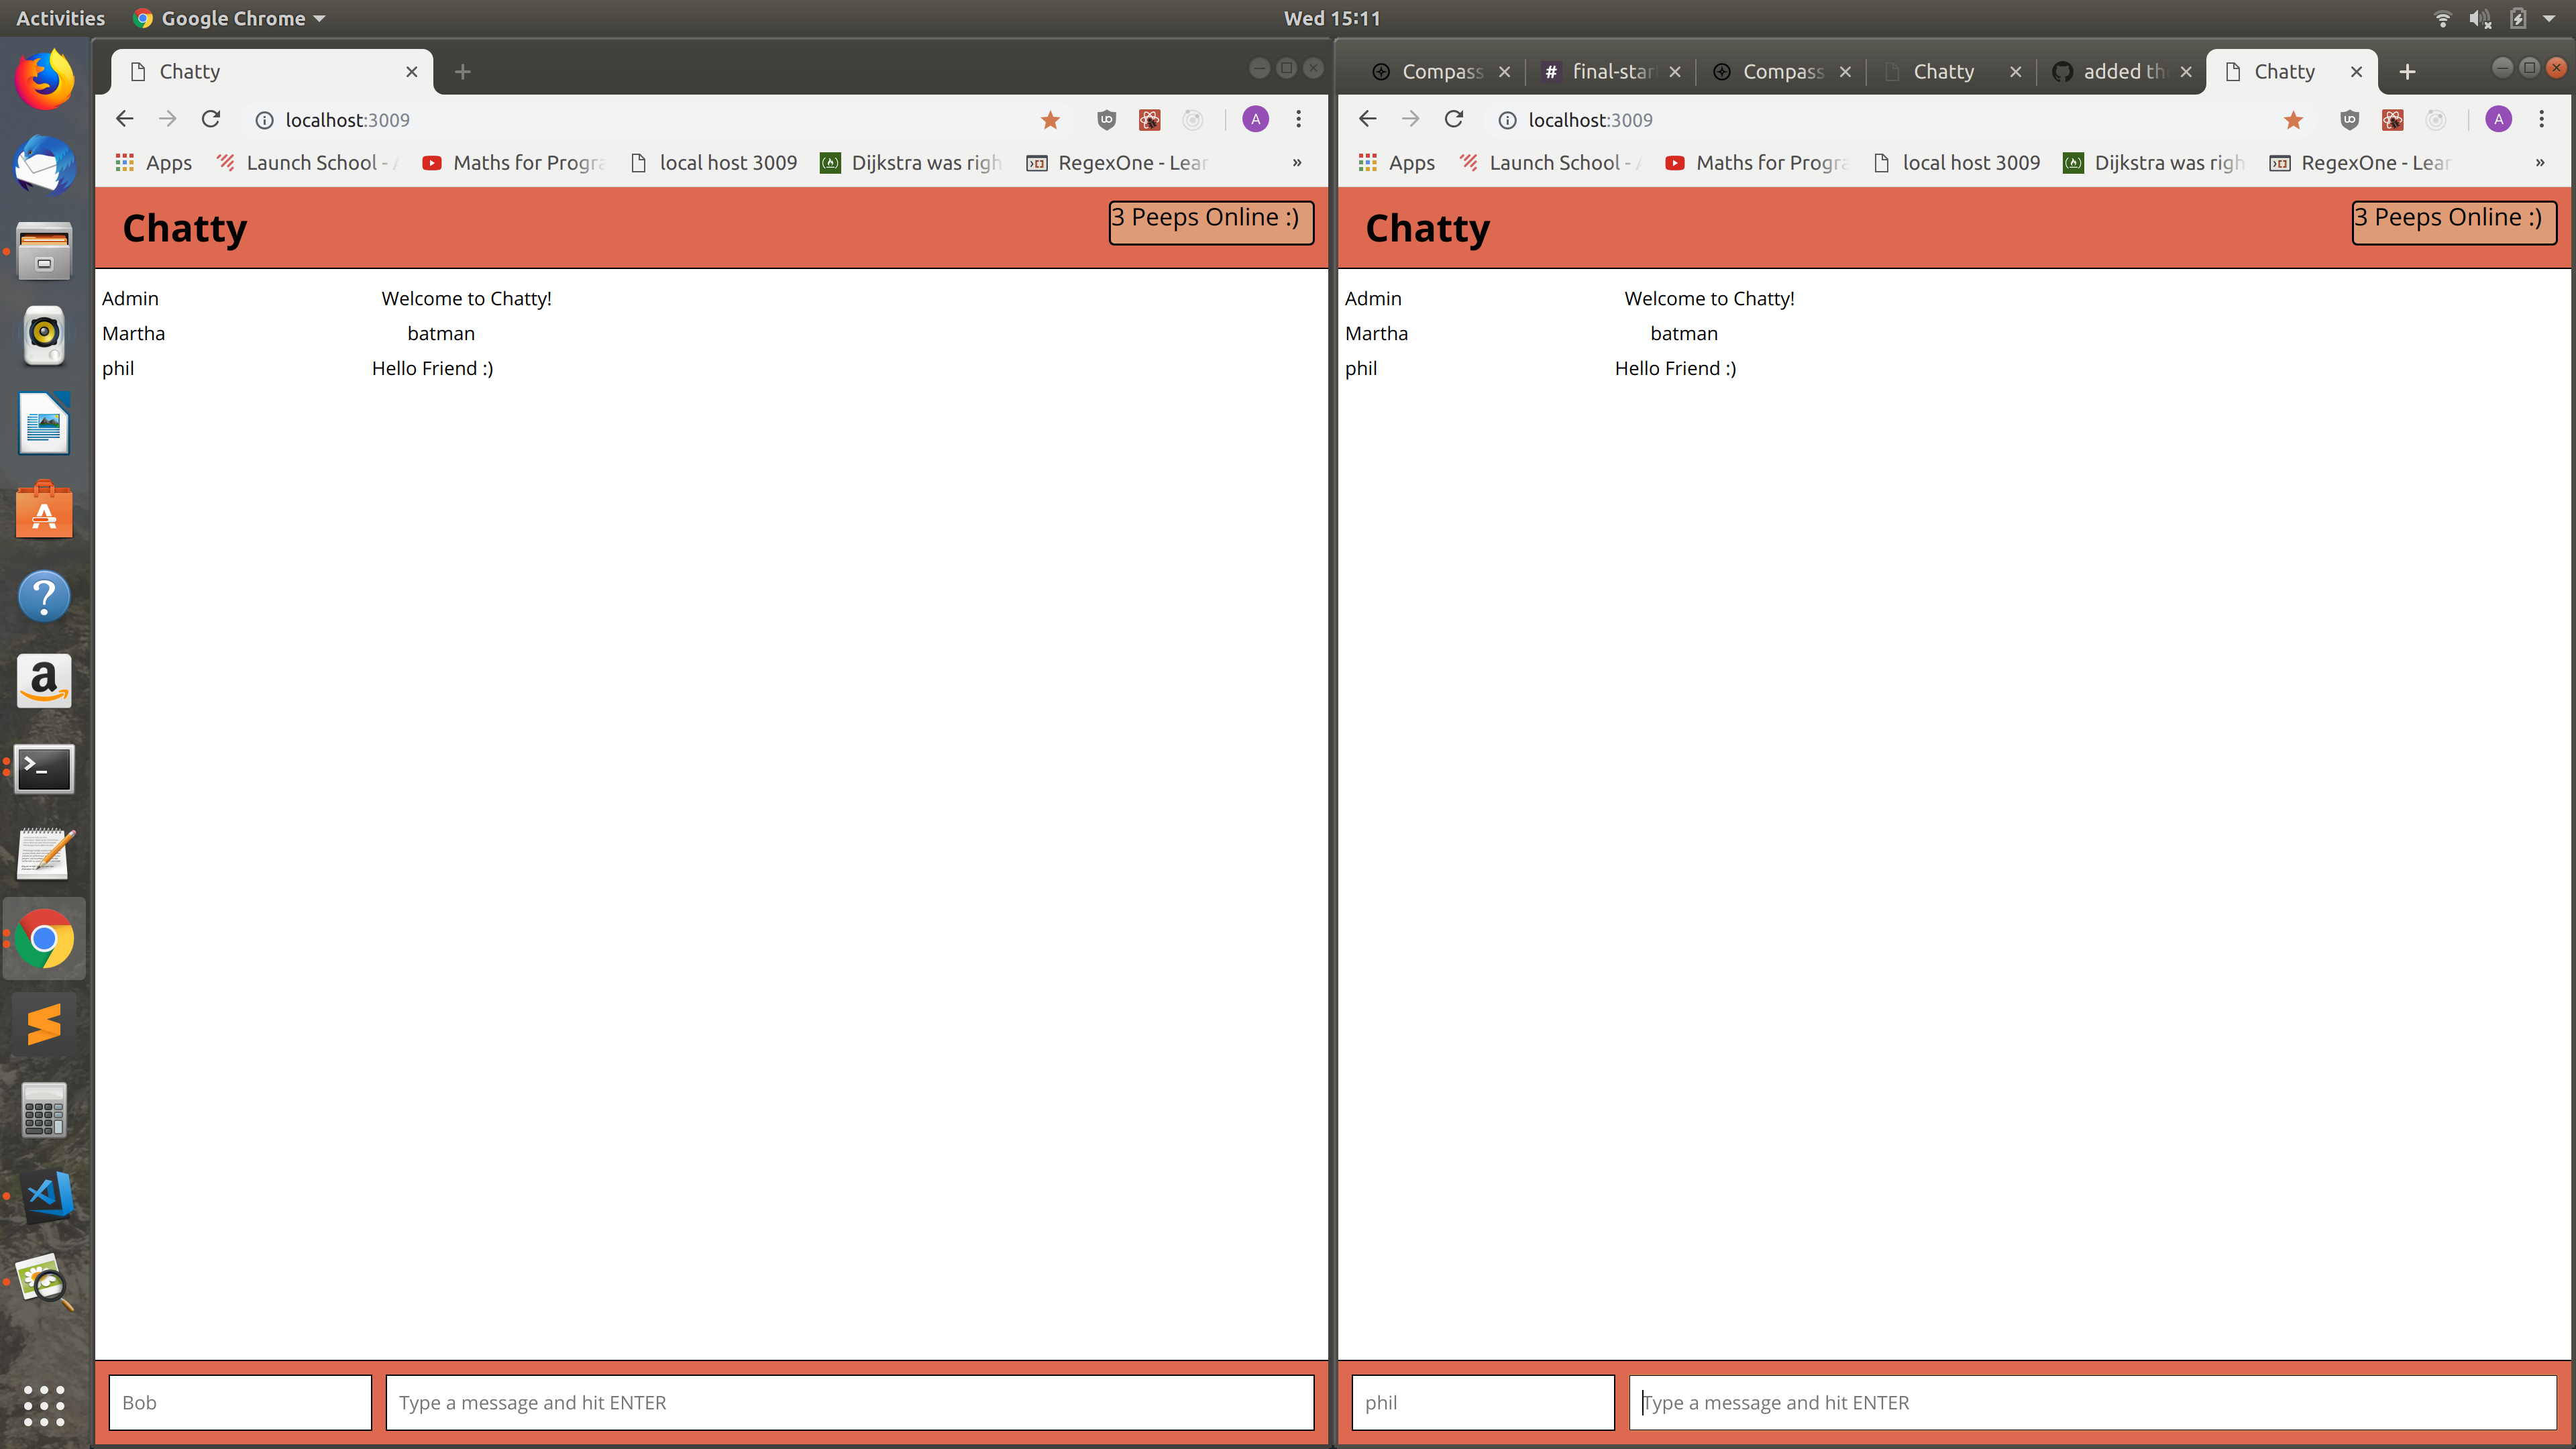 Activities Google Chrome Wed 15:11
Chatty
localhost:3009
Apps Launch School - Maths for Progra local host 3009 Dijkstra was righ RegexOne - Lear »
Chatty 3 Peeps Online :)
Admin Welcome to Chatty!
Martha batman
phil Hello Friend :)
Bob Type a message and hit ENTER
Compass # final-star Compass Chatty added the Chatty
localhost:3009 A
Apps Launch School - Maths for Progra local host 3009 Dijkstra was righ RegexOne - Lear »
Chatty 3 Peeps Online :)
Admin Welcome to Chatty!
Martha batman
phil Hello Friend :)
phil Type a message and hit ENTER